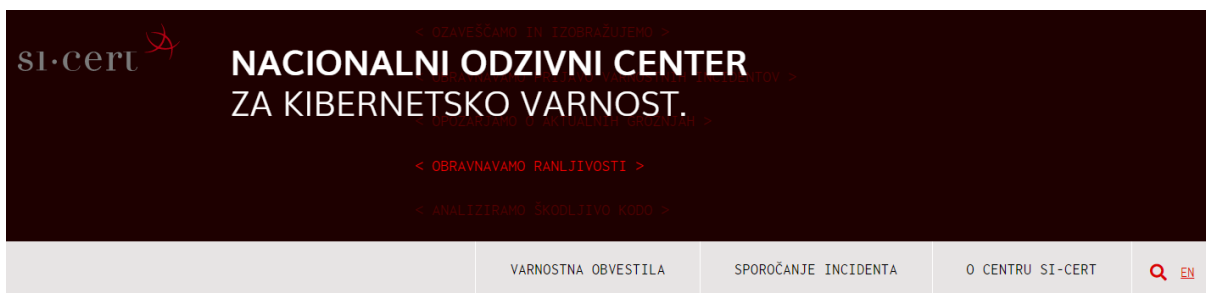 < OZAVEŠČAMO IN IZOBRAŽUJEMO >
si·cert
NACIONALNI ODZIVNI CENTER
ZA KIBERNETSKO VARNOST.
< OBRAVNAVAMO RANLJIVOSTI >
< ANALIZIRAMO ŠKODLJIVO KODO >
VARNOSTNA OBVESTILA
SPOROČANJE INCIDENTA
O CENTRU SI-CERT
EN